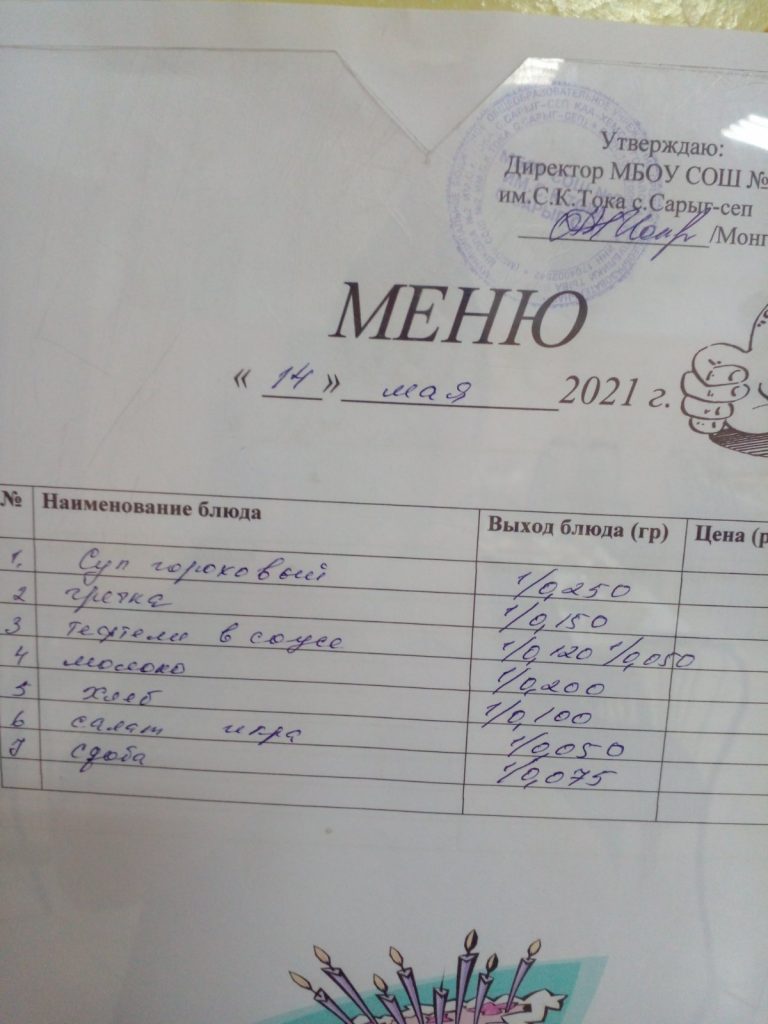 Утверждаю:
Директор МБОУ СОШ №
им.С.К.Тока с.Сарыг-сеп
/Монг
МЕНЮ
« 14 » мая 2021 г.
№ Наименование блюда Выход блюда (гр) Цена (р
1. Суп гороховый 1/0,250
2 гречка 1/0,150
3 тефтели в соусе 1/0,120 1/0,050
4 молоко 1/0,200
5 хлеб 1/0,100
6 салат икра 1/0,050
7 сдоба 1/0,075